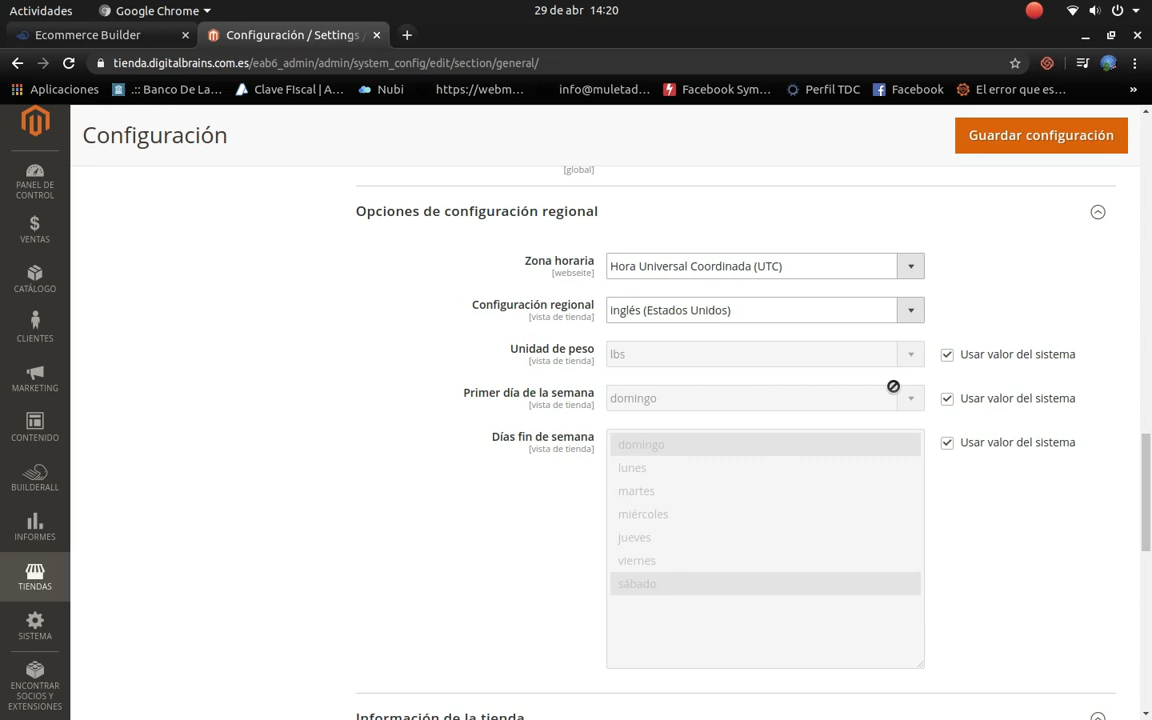 Actividades
Google Chrome
29 de abr 14:20
Ecommerce Builder
Configuración / Settings /
tienda.digitalbrains.com.es/eab6_admin/admin/system_config/edit/section/general/
Aplicaciones
.:: Banco De La...
Clave FIscal | A...
Nubi
https://webm...
info@muletad...
Facebook Sym...
Perfil TDC
Facebook
El error que es...
»
Configuración
Guardar configuración
PANEL DE
CONTROL
VENTAS
CATÁLOGO
CLIENTES
MARKETING
CONTENIDO
BUILDERALL
INFORMES
TIENDAS
SISTEMA
ENCONTRAR
SOCIOS Y
EXTENSIONES
[global]
Opciones de configuración regional
Zona horaria
[webseite]
Hora Universal Coordinada (UTC)
Configuración regional
[vista de tienda]
inglés (Estados Unidos)
Unidad de peso
[vista de tienda]
lbs
Usar valor del sistema
Primer día de la semana
[vista de tienda]
domingo
Usar valor del sistema
Días fin de semana
[vista de tienda]
domingo
lunes
martes
miércoles
jueves
viernes
sábado
Usar valor del sistema
Información de la tienda